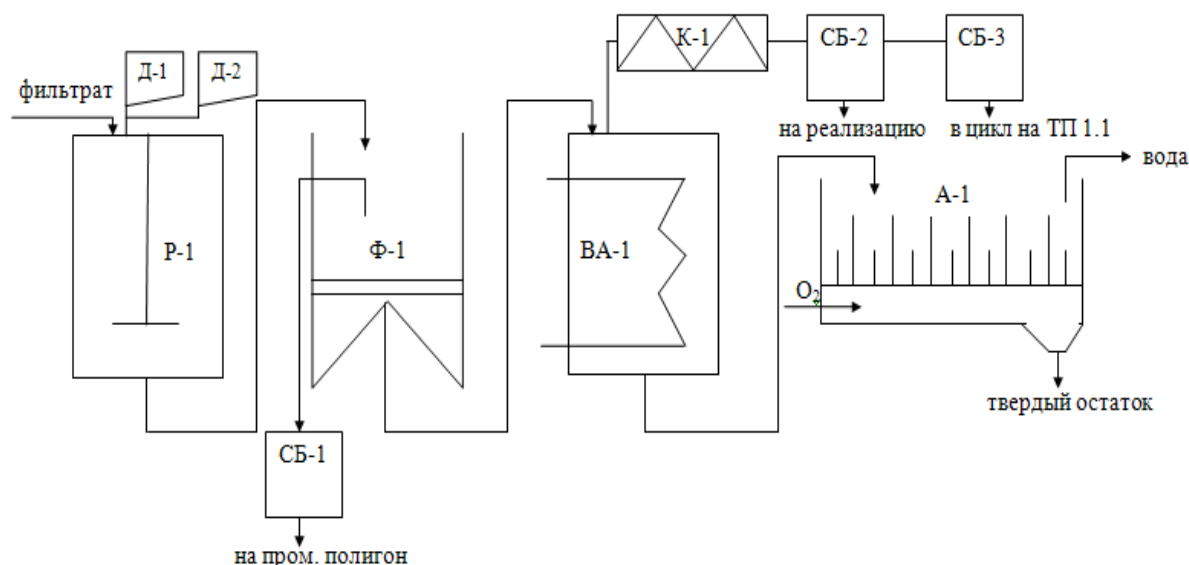 К-1
СБ-2
СБ-3
Д-1
Д-2
фильтрат
на реализацию
в цикл на ТП 1.1
вода
А-1
Р-1
Ф-1
ВА-1
О2
твердый остаток
СБ-1
на пром. полигон